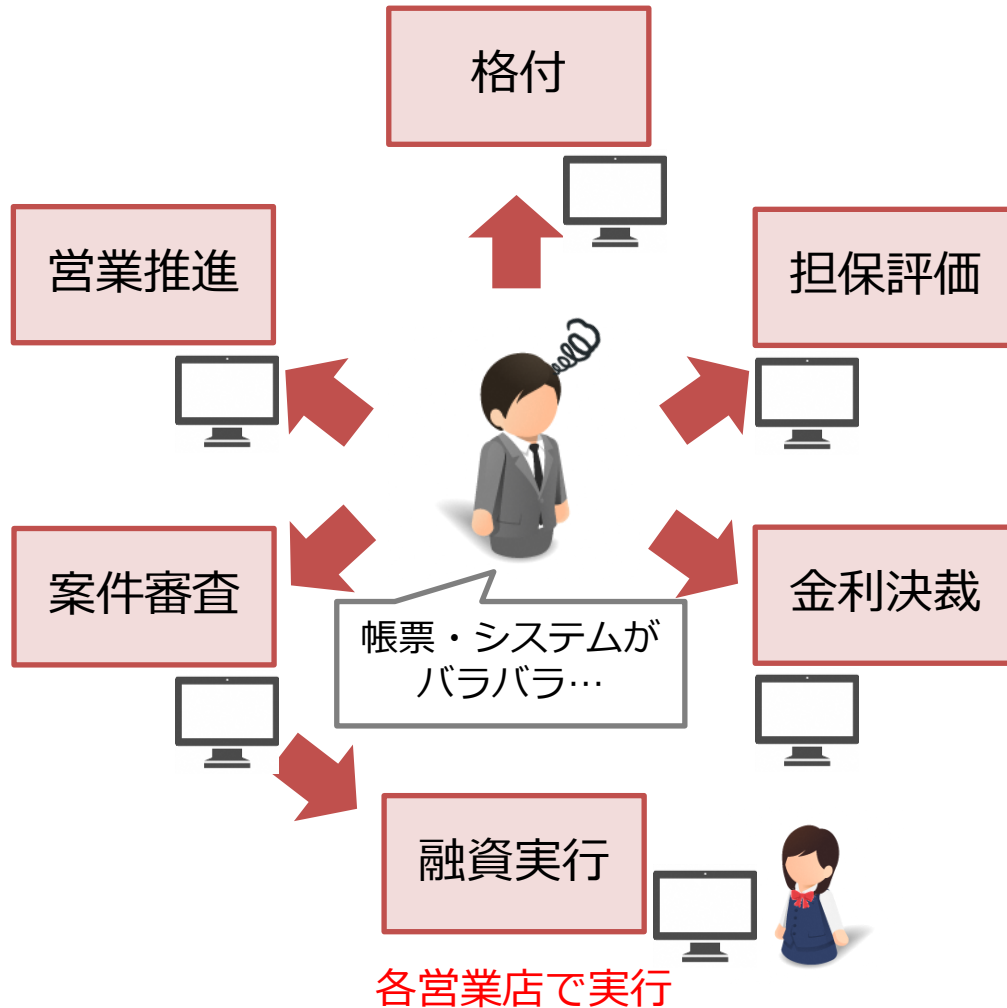 格付
営業推進
担保評価
案件審査
金利決裁
帳票・システムが
バラバラ…
融資実行
各営業店で実行